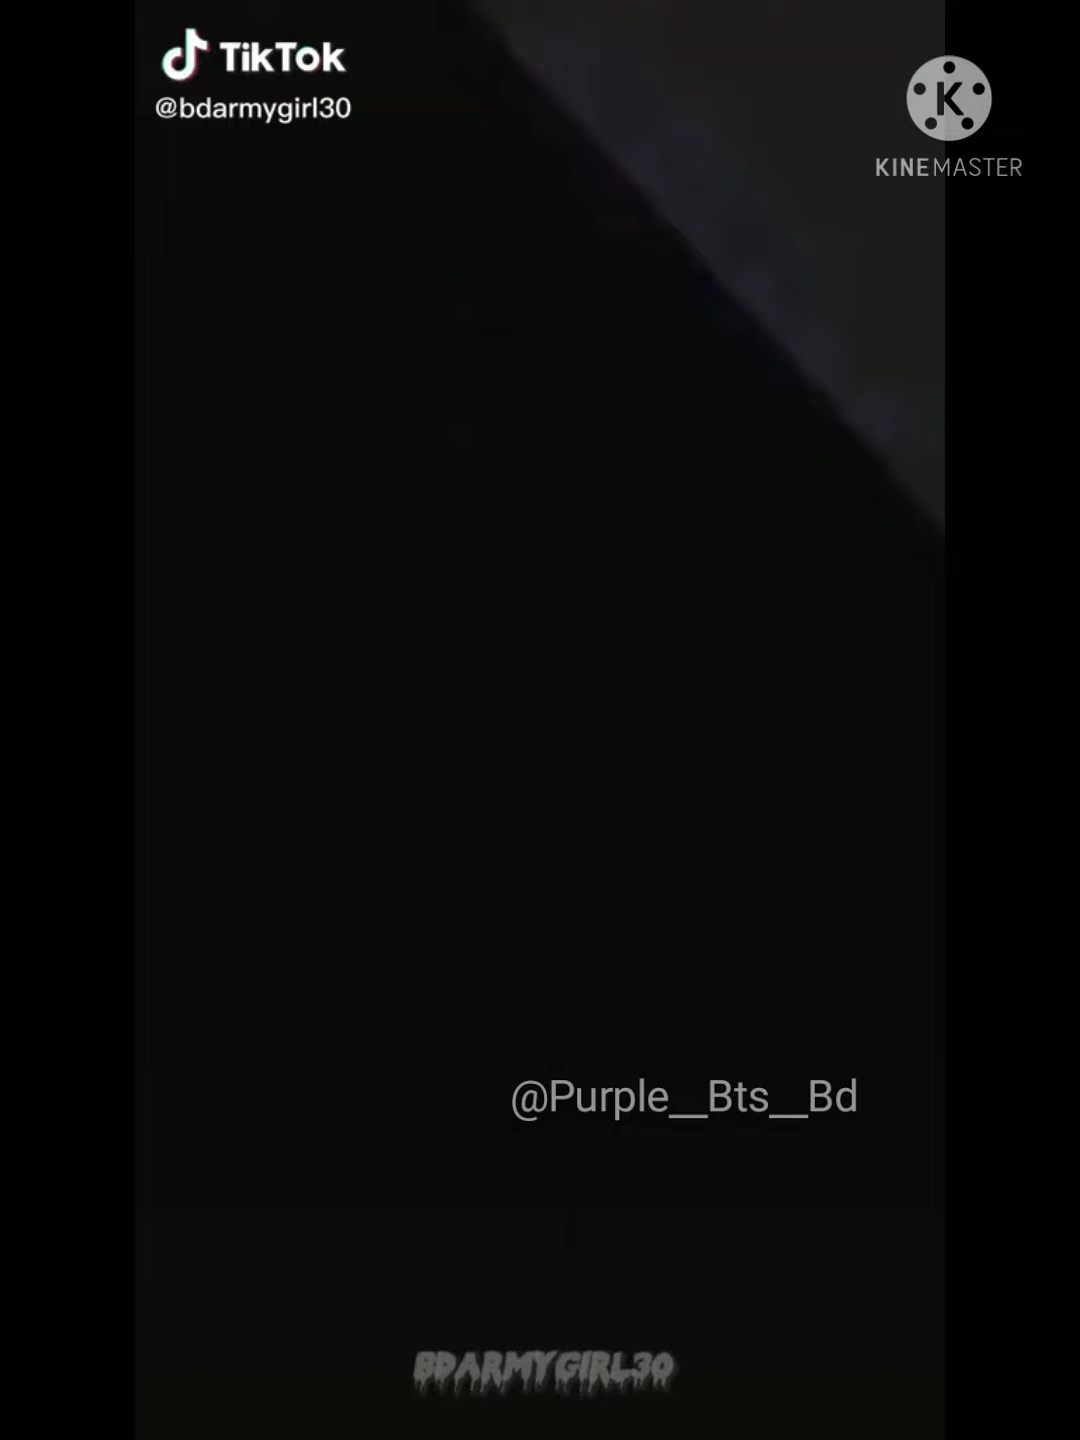 TikTok
@bdarmygirl30
K
KINEMASTER
@Purple__Bts__Bd
BDARMYGIRL30